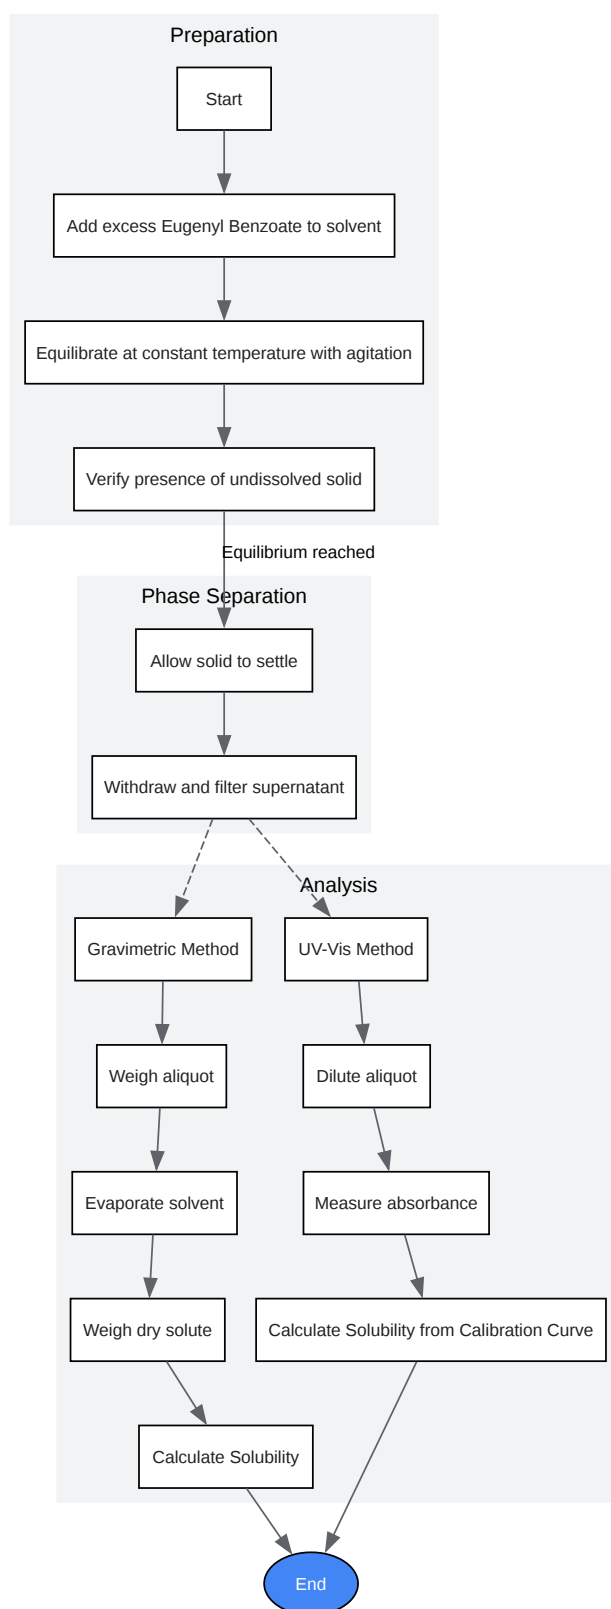 Preparation
Start
Add excess Eugenyl Benzoate to solvent
Equilibrate at constant temperature with agitation
Verify presence of undissolved solid
Equilibrium reached
Phase Separation
Allow solid to settle
Withdraw and filter supernatant
Analysis
Gravimetric Method
UV-Vis Method
Weigh aliquot
Dilute aliquot
Evaporate solvent
Measure absorbance
Weigh dry solute
Calculate Solubility from Calibration Curve
Calculate Solubility
End